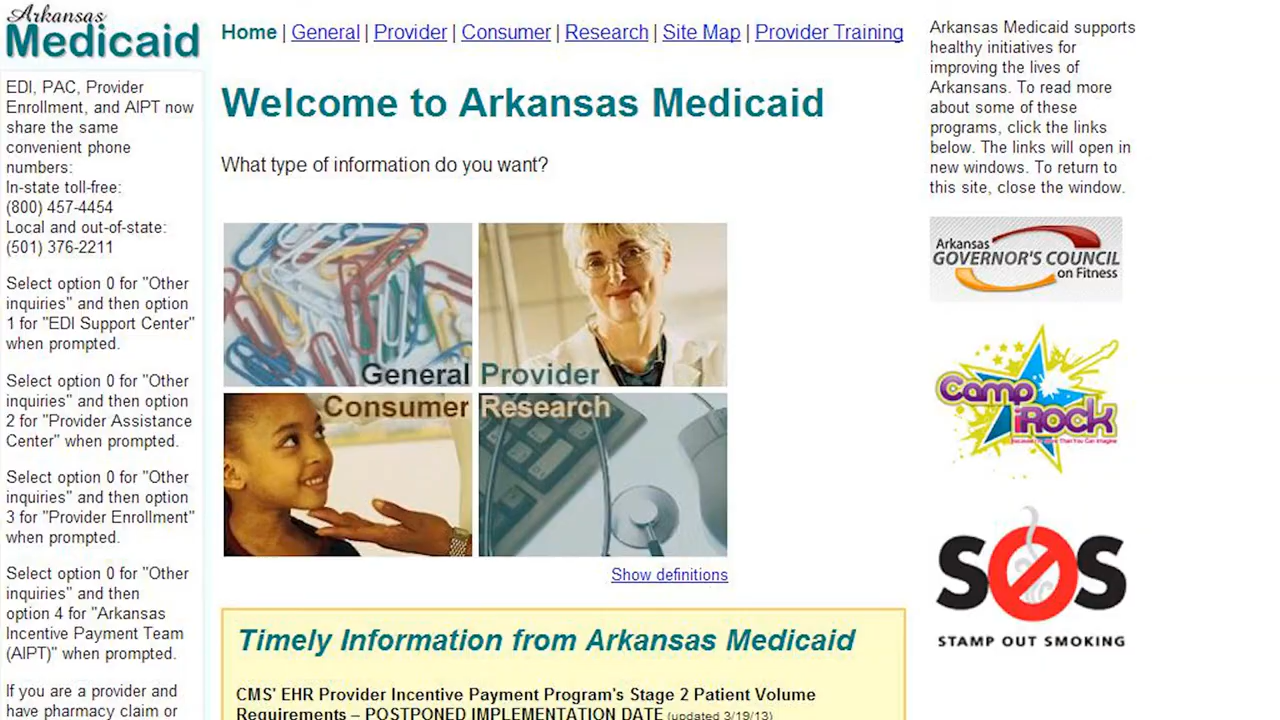 Arkansas
Medicaid
EDI, PAC, Provider
Enrollment, and AIPT now
share the same
convenient phone
numbers:
In-state toll-free:
(800) 457-4454
Local and out-of-state:
(501) 376-2211
Select option 0 for "Other
inquiries" and then option
1 for "EDI Support Center"
when prompted.
Select option 0 for "Other
inquiries" and then option
2 for "Provider Assistance
Center" when prompted.
Select option 0 for "Other
inquiries" and then option
3 for "Provider Enrollment"
when prompted.
Select option 0 for "Other
inquiries" and then
option 4 for "Arkansas
Incentive Payment Team
(AIPT)" when prompted.
If you are a provider and
have pharmacy claim or
Home | General | Provider | Consumer | Research | Site Map | Provider Training
Welcome to Arkansas Medicaid
What type of information do you want?
General
Provider
Consumer
Research
Show definitions
Timely Information from Arkansas Medicaid
CMS' EHR Provider Incentive Payment Program's Stage 2 Patient Volume
Requirements – POSTPONED IMPLEMENTATION DATE (updated 3/19/13)
Arkansas Medicaid supports
healthy initiatives for
improving the lives of
Arkansans. To read more
about some of these
programs, click the links
below. The links will open in
new windows. To return to
this site, close the window.
Arkansas
GOVERNOR'S COUNCIL
on Fitness
Camp
iRock
SOS
STAMP OUT SMOKING